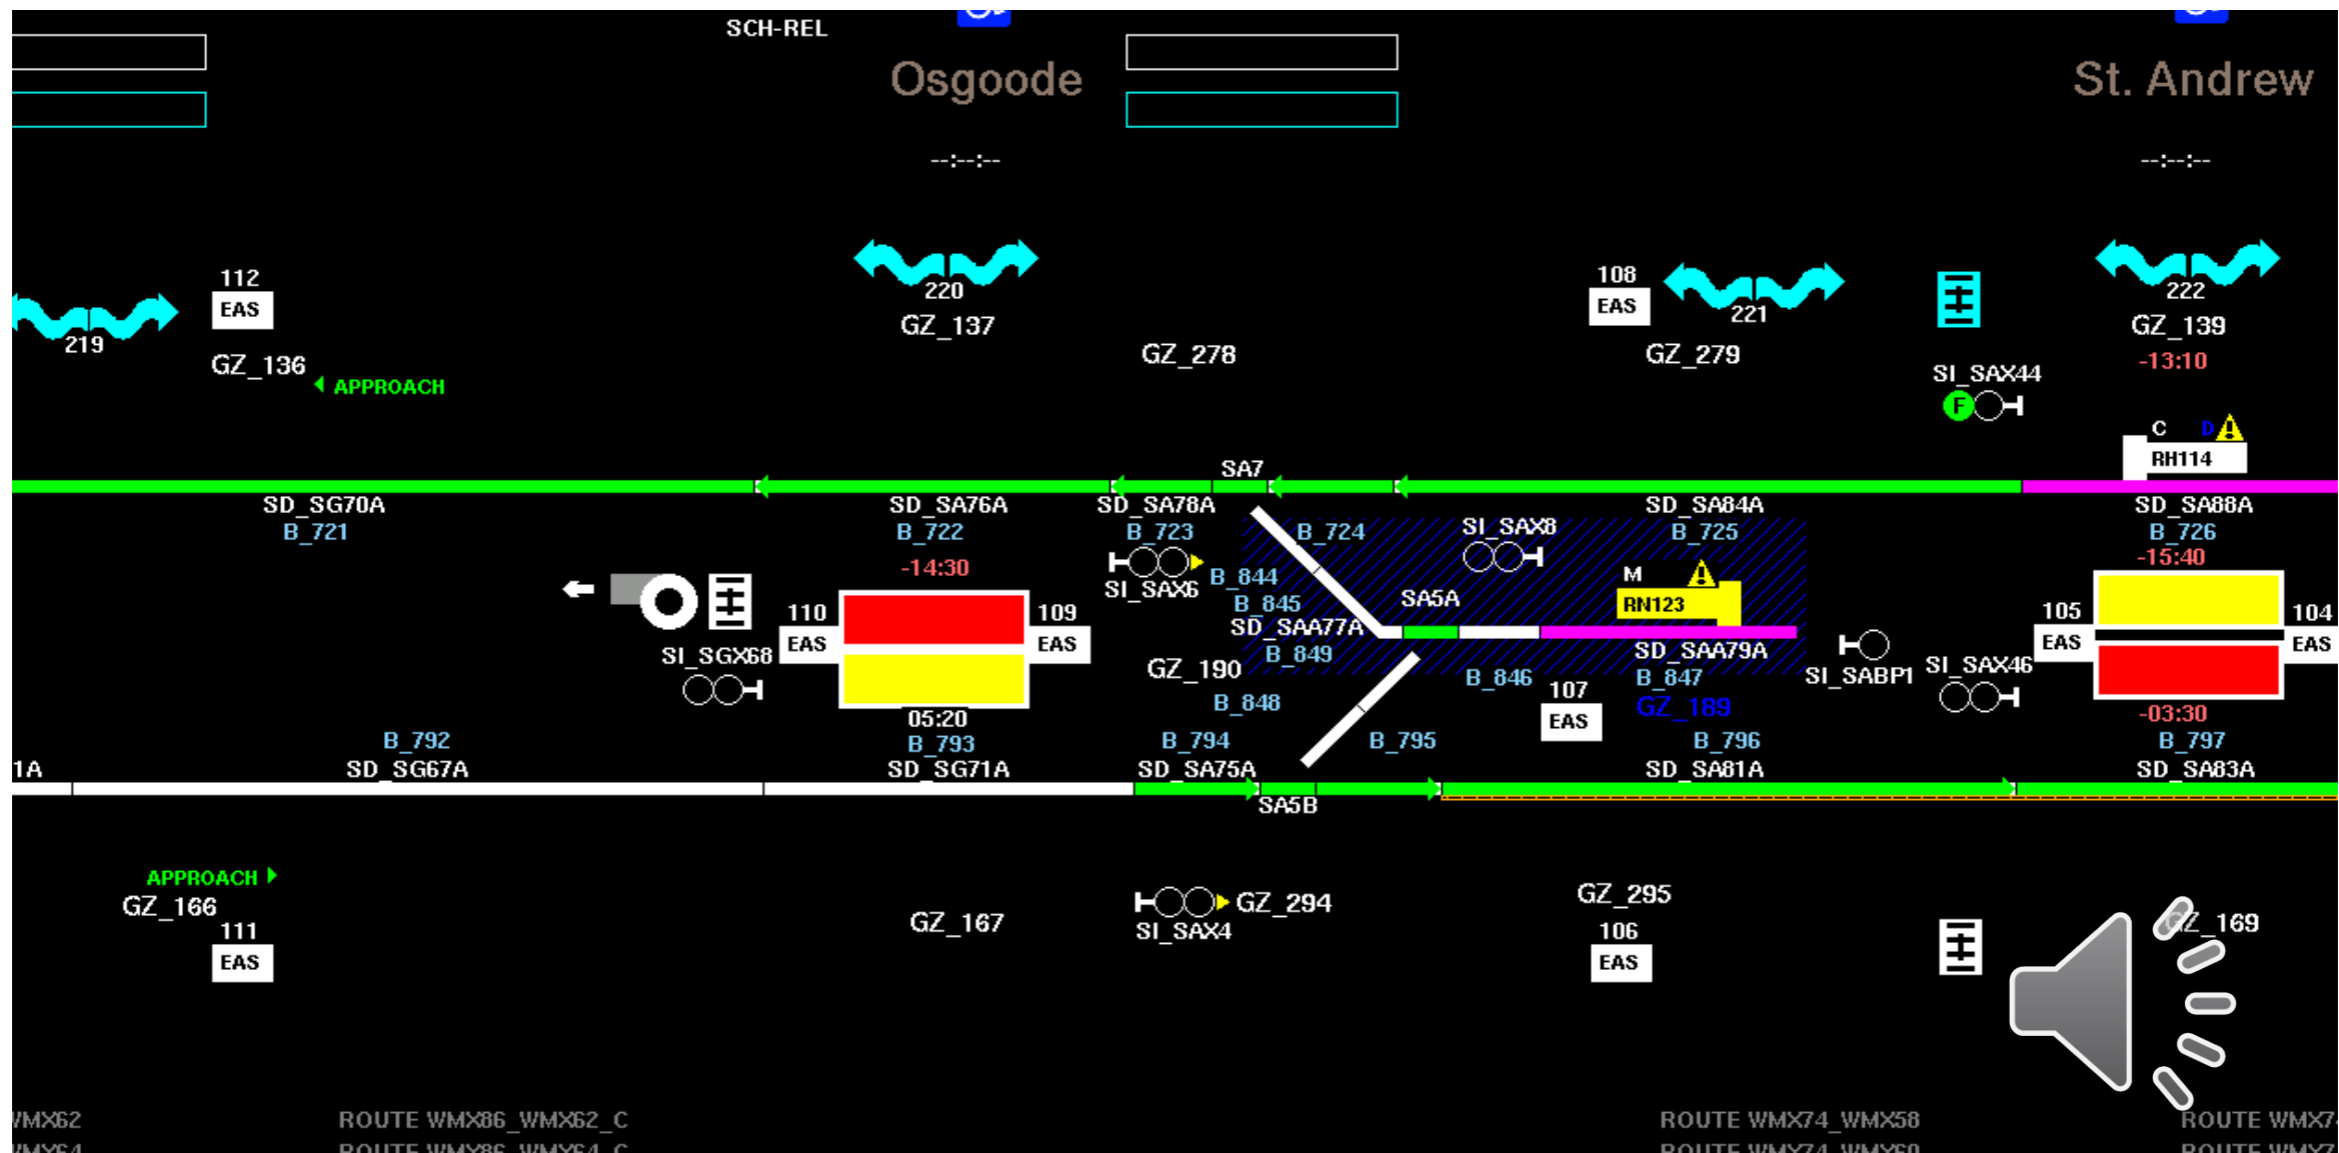 SCH-REL
Osgoode
St. Andrew
--:--:--
--:--:--
112
EAS
219
GZ_136
APPROACH
220
GZ_137
GZ_278
108
EAS
221
GZ_279
222
GZ_139
-13:10
SI_SAX44
F
C D
RH114
SA7
SD_SG70A
B_721
SD_SA76A
B_722
-14:30
SD_SA78A
B_723
B_724
SI_SAX8
SD_SA84A
B_725
SD_SA88A
B_726
-15:40
SI_SAX6
B_844
B_845
SD_SAA77A
B_849
SA5A
M
RN123
SD_SAA79A
B_847
GZ_189
B_846
107
EAS
110
EAS
109
EAS
SI_SGX68
GZ_190
B_848
SI_SABP1
SI_SAX46
105
EAS
104
EAS
05:20
-03:30
B_792
SD_SG67A
B_793
SD_SG71A
B_794
SD_SA75A
B_795
B_796
SD_SA81A
B_797
SD_SA83A
1A
SA5B
APPROACH
GZ_166
111
EAS
GZ_167
SI_SAX4
GZ_294
GZ_295
106
EAS
GZ_169
ROUTE WMX86_WMX62_C
ROUTE WMX74_WMX58
ROUTE WMX86_WMX64_C
ROUTE WMX74_WMX60